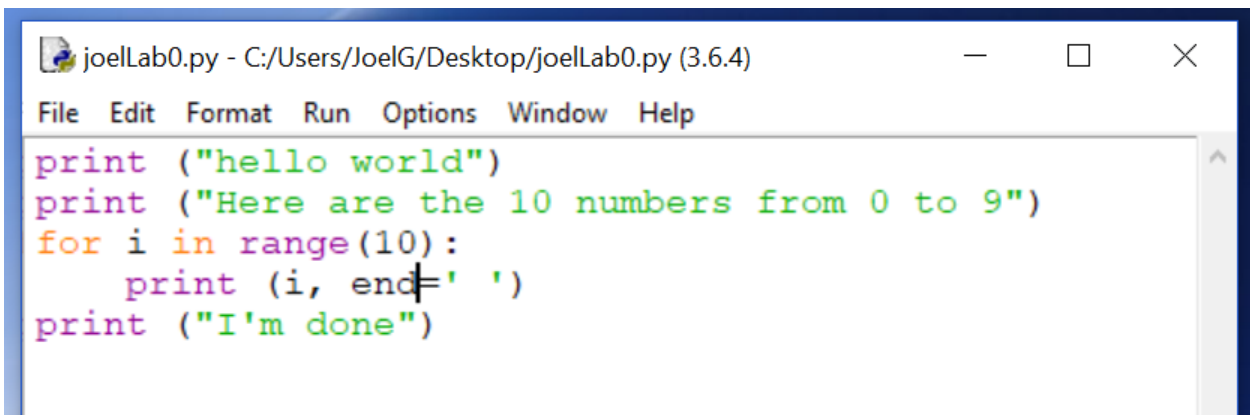 joelLab0.py - C:/Users/JoelG/Desktop/joelLab0.py (3.6.4)
File Edit Format Run Options Window Help
print ("hello world")
print ("Here are the 10 numbers from 0 to 9")
for i in range(10):
    print (i, end=' ')
print ("I'm done")